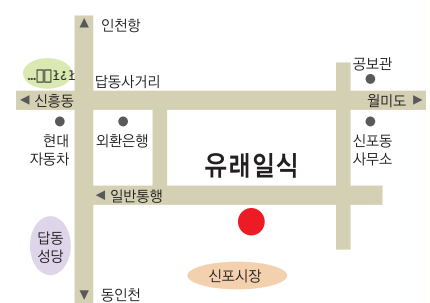 인천항
공보관
답동사거리
신흥동
월미도
현대
자동차
외환은행
신포동
사무소
유래일식
일반통행
답동
성당
신포시장
동인천